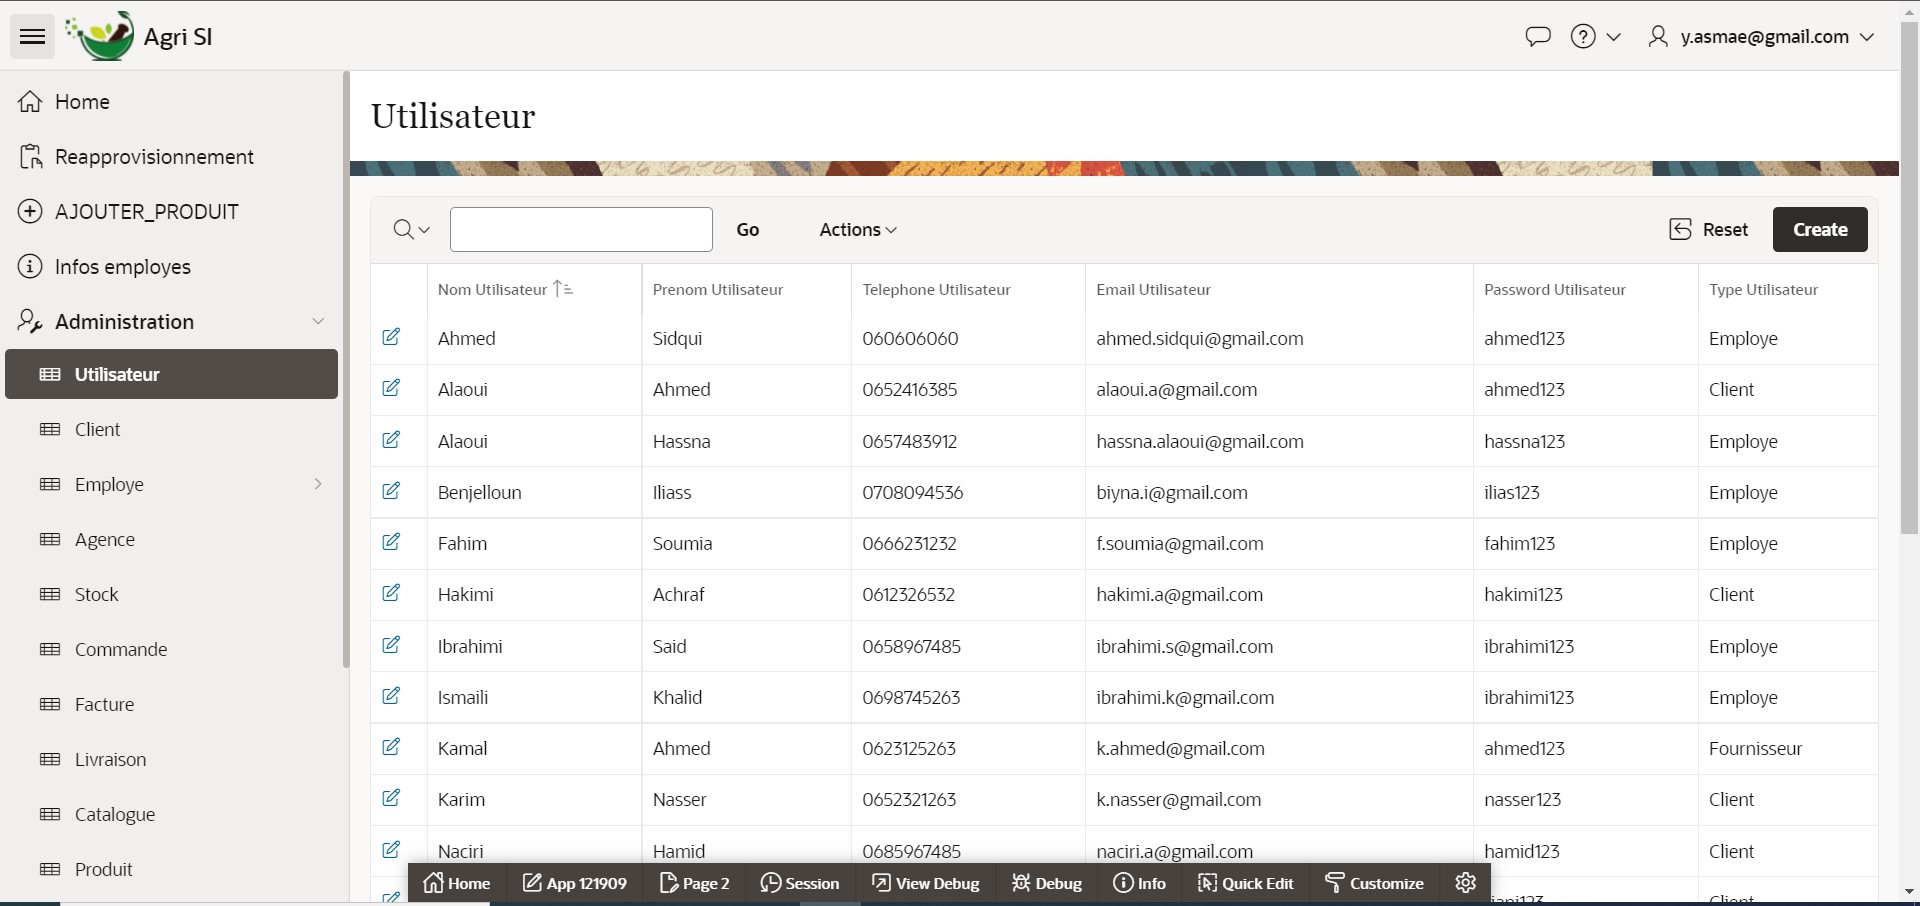 Agri SI
y.asmae@gmail.com
Home
Reapprovisionnement
AJOUTER_PRODUIT
Infos employes
Administration
Utilisateur
Client
Employe
Agence
Stock
Commande
Facture
Livraison
Catalogue
Produit
Utilisateur
Go Actions Reset Create
Nom Utilisateur Prenom Utilisateur Telephone Utilisateur Email Utilisateur Password Utilisateur Type Utilisateur
Ahmed Sidqui 060606060 ahmed.sidqui@gmail.com ahmed123 Employe
Alaoui Ahmed 0652416385 alaoui.a@gmail.com ahmed123 Client
Alaoui Hassna 0657483912 hassna.alaoui@gmail.com hassna123 Employe
Benjelloun Iliass 0708094536 biyna.i@gmail.com ilias123 Employe
Fahim Soumia 0666231232 f.soumia@gmail.com fahim123 Employe
Hakimi Achraf 0612326532 hakimi.a@gmail.com hakimi123 Client
Ibrahimi Said 0658967485 ibrahimi.s@gmail.com ibrahimi123 Employe
Ismaili Khalid 0698745263 ibrahimi.k@gmail.com ibrahimi123 Employe
Kamal Ahmed 0623125263 k.ahmed@gmail.com ahmed123 Fournisseur
Karim Nasser 0652321263 k.nasser@gmail.com nasser123 Client
Naciri Hamid 0685967485 naciri.a@gmail.com hamid123 Client
Home App 121909 Page 2 Session View Debug Debug Info Quick Edit Customize